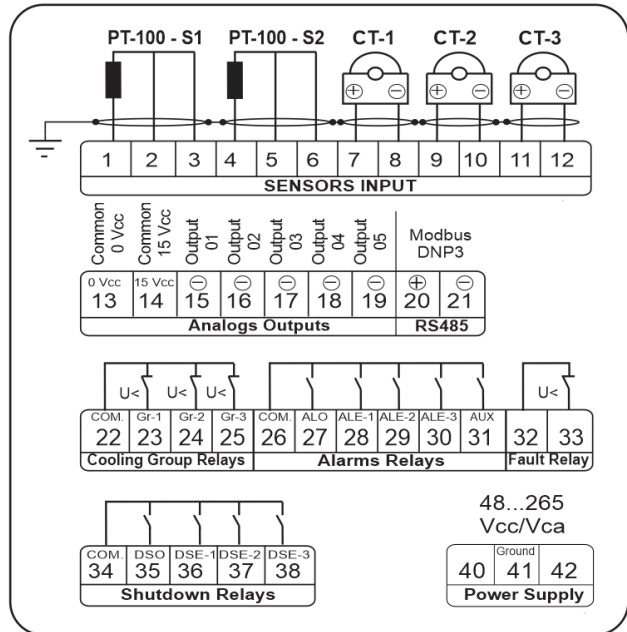 PT-100 - S1 PT-100 - S2 CT-1 CT-2 CT-3
+ - + - + -
1 2 3 4 5 6 7 8 9 10 11 12
SENSORS INPUT
Common
0 Vcc
Common
15 Vcc
Output
01
Output
02
Output
03
Output
04
Output
05
Modbus
DNP3
0 Vcc 15 Vcc - - - - - + -
13 14 15 16 17 18 19 20 21
Analogs Outputs RS485
U< U< U< U<
COM. Gr-1 Gr-2 Gr-3 COM. ALO ALE-1 ALE-2 ALE-3 AUX
22 23 24 25 26 27 28 29 30 31 32 33
Cooling Group Relays Alarms Relays Fault Relay
COM. DSO DSE-1 DSE-2 DSE-3
34 35 36 37 38
Shutdown Relays
48...265
Vcc/Vca
Ground
40 41 42
Power Supply